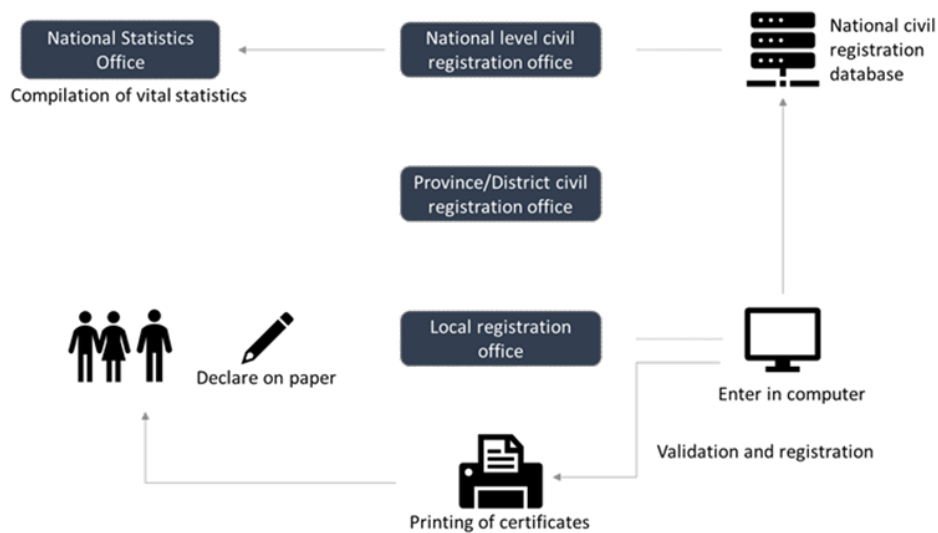 National Statistics
Office
Compilation of vital statistics
National level civil
registration office
National civil
registration
database
Province/District civil
registration office
Declare on paper
Local registration
office
Enter in computer
Validation and registration
Printing of certificates